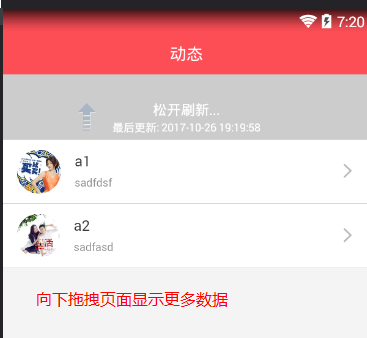 7:20
动态
松开刷新...
最后更新: 2017-10-26 19:19:58
a1
sadfdsf
a2
sadfasd
向下拖拽页面显示更多数据